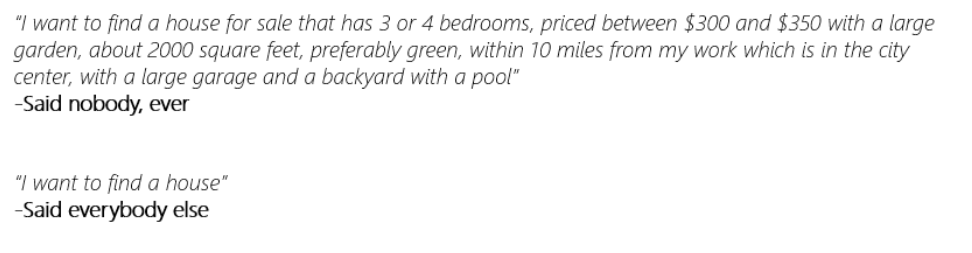 "I want to find a house for sale that has 3 or 4 bedrooms, priced between $300 and $350 with a large
garden, about 2000 square feet, preferably green, within 10 miles from my work which is in the city
center, with a large garage and a backyard with a pool"
-Said nobody, ever
"I want to find a house"
-Said everybody else